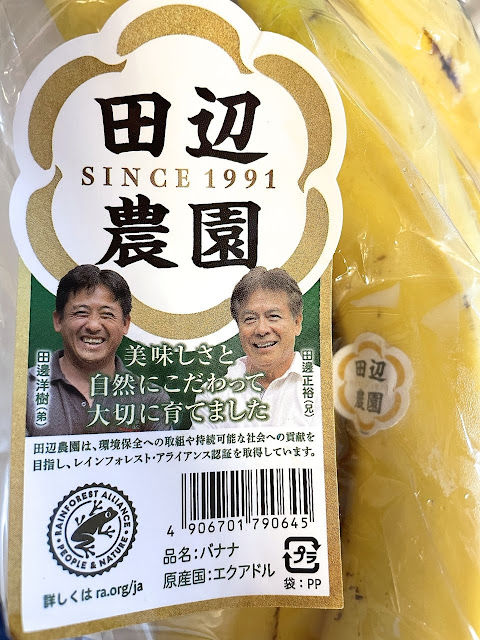 田辺
SINCE 1991
農園
田邊洋樹(弟)
田邊正裕(兄)
美味しさと
自然にこだわって
大切に育てました
田辺農園は、環境保全への取組や持続可能な社会への貢献を
目指し、レインフォレスト・アライアンス認証を取得しています。
RAINFOREST ALLIANCE
PEOPLE & NATURE
詳しくは ra.org/ja
4 906701 790645
品名:バナナ
原産国:エクアドル
プラ
袋:PP
田辺
農園